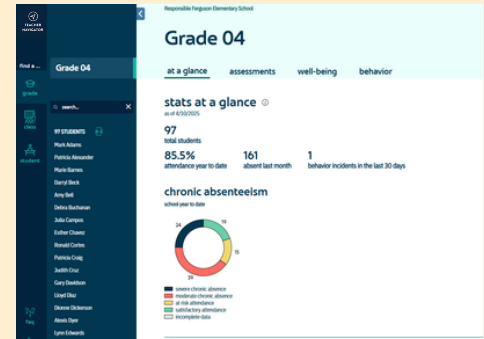 TEACHER
NAVIGATOR
find a ...
grade
class
student
faq
Grade 04
search...
97 STUDENTS
Mark Adams
Patricia Alexander
Marie Barnes
Darryl Beck
Amy Bell
Debra Buchanan
Julia Campos
Esther Chavez
Ronald Cortes
Patricia Craig
Judith Cruz
Gary Davidson
Lloyd Diaz
Dionne Dickerson
Alexis Dyer
Lynn Edwards
Responsible Ferguson Elementary School
Grade 04
at a glance assessments well-being behavior
stats at a glance
as of 4/10/2025
97
total students
85.5% 161 1
attendance year to date absent last month behavior incidents in the last 30 days
chronic absenteeism
school year to date
24 19
15
39
severe chronic absence
moderate chronic absence
at risk attendance
satisfactory attendance
incomplete data